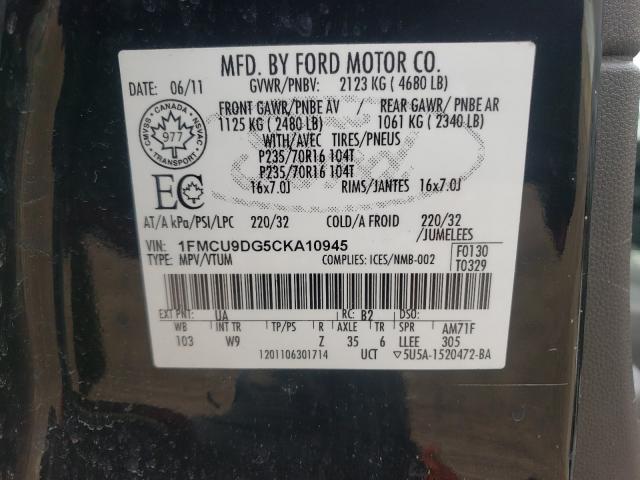 MFD. BY FORD MOTOR CO.
DATE: 06/11 GVWR/PNBV: 2123 KG ( 4680 LB)
FRONT GAWR/PNBE AV / REAR GAWR/ PNBE AR
1125 KG ( 2480 LB) 1061 KG ( 2340 LB)
WITH/AVEC TIRES/PNEUS
P235/70R16 104T
P235/70R16 104T
16x7.0J RIMS/JANTES 16x7.0J
CANADA
CMVSS NSVAC
977
TRANSPORT
EC
AT/A kPa/PSI/LPC 220/32 COLD/A FROID 220/32
/JUMELEES
VIN: 1FMCU9DG5CKA10945
TYPE: MPV/VTUM COMPLIES: ICES/NMB-002
F0130
T0329
EXT PNT: UA RC: B2 DSO:
WB INT TR TP/PS R AXLE TR SPR AM71F
103 W9 Z 35 6 LLEE 305
1201106301714 UCT ▽5U5A-1520472-BA